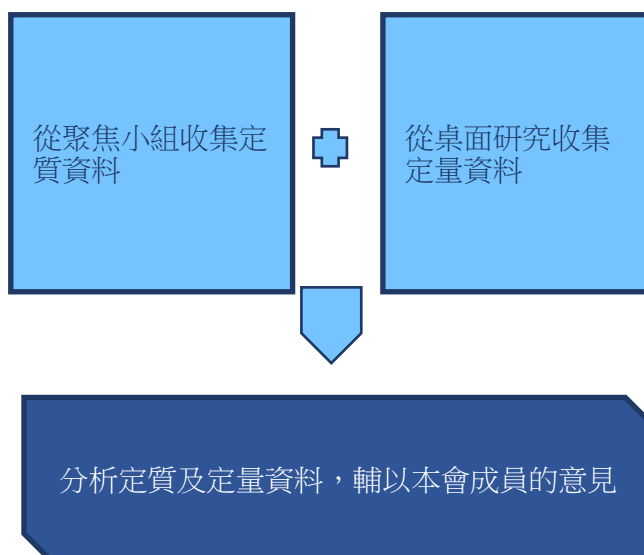 從聚焦小組收集定
質資料
從桌面研究收集
定量資料
分析定質及定量資料，輔以本會成員的意見